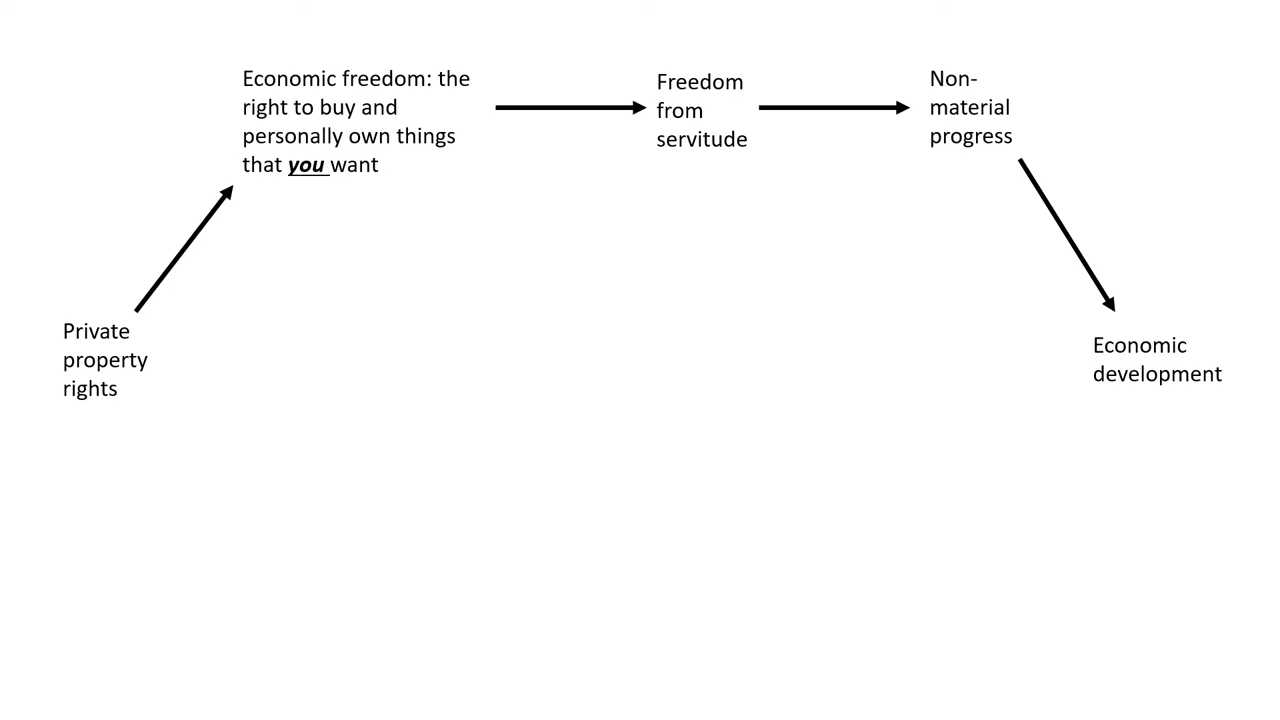 Economic freedom: the
right to buy and
personally own things
that you want
Freedom
from
servitude
Non-
material
progress
Private
property
rights
Economic
development